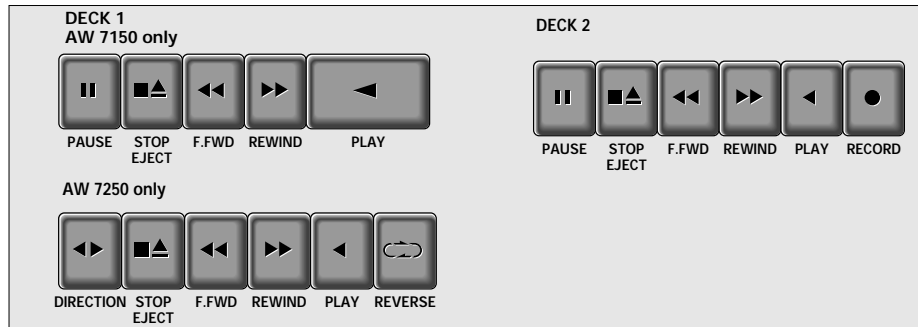 DECK 1
AW 7150 only
PAUSE STOP F.FWD REWIND PLAY
EJECT
AW 7250 only
DIRECTION STOP F.FWD REWIND PLAY REVERSE
EJECT
DECK 2
PAUSE STOP F.FWD REWIND PLAY RECORD
EJECT